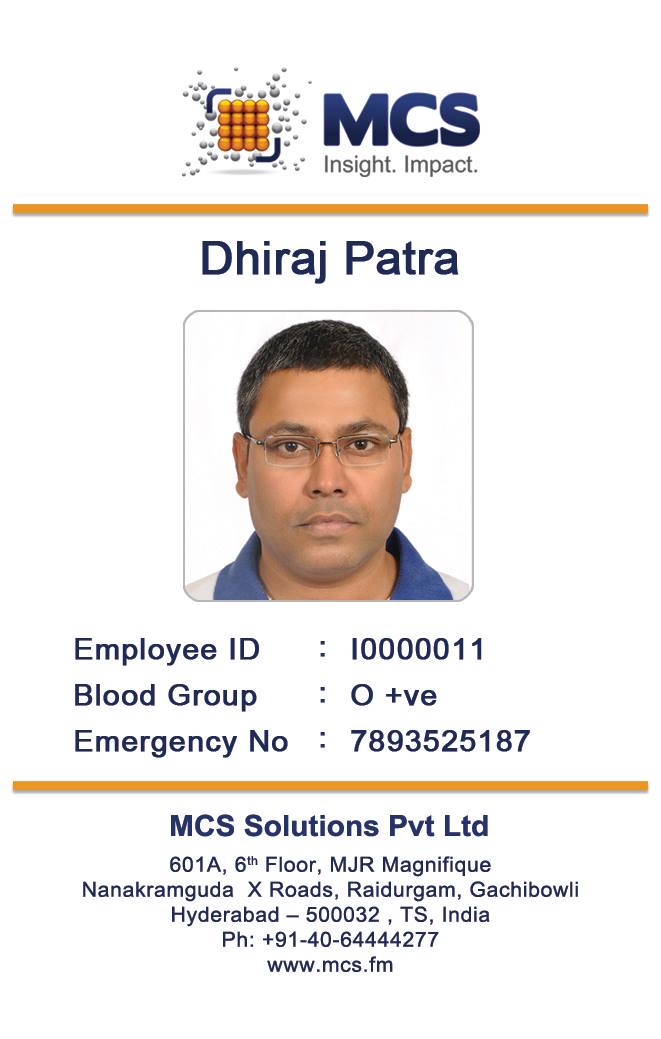 MCS
Insight. Impact.
Dhiraj Patra
Employee ID : I0000011
Blood Group : O +ve
Emergency No : 7893525187
MCS Solutions Pvt Ltd
601A, 6th Floor, MJR Magnifique
Nanakramguda X Roads, Raidurgam, Gachibowli
Hyderabad – 500032 , TS, India
Ph: +91-40-64444277
www.mcs.fm